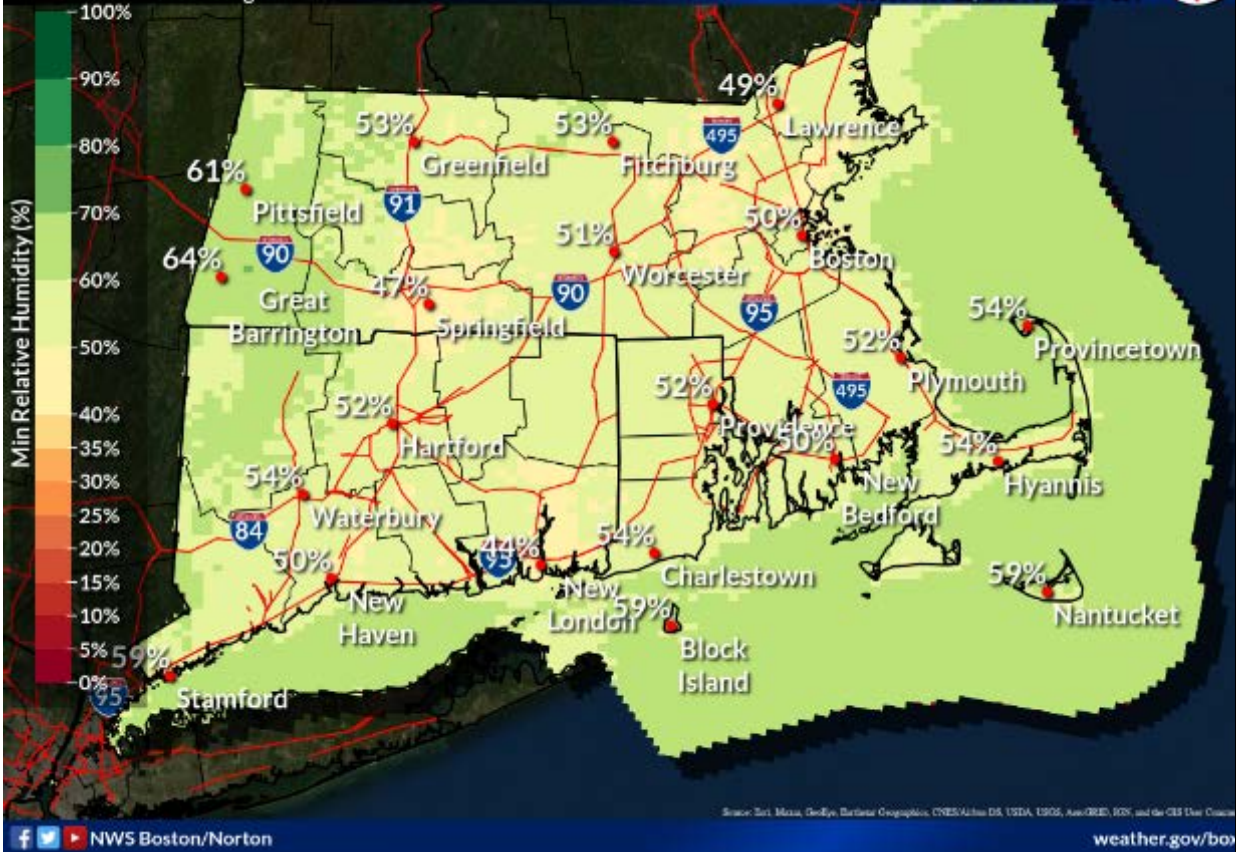 100%
90%
80%
70%
60%
50%
40%
35%
30%
25%
20%
15%
10%
5%
0%
Min Relative Humidity (%)
49%
Lawrence
495
53%
Greenfield
53%
Fitchburg
61%
Pittsfield
91
50%
Boston
64%
90
Great
Barrington
51%
Worcester
90
47%
Springfield
95
54%
Provincetown
52%
Plymouth
495
52%
Hartford
52%
Providence
50%
New
Bedford
54%
Hyannis
54%
Waterbury
84
50%
New
Haven
95
44%
New
London
54%
Charlestown
59%
Block
Island
59%
Nantucket
59%
Stamford
95
NWS Boston/Norton
weather.gov/box